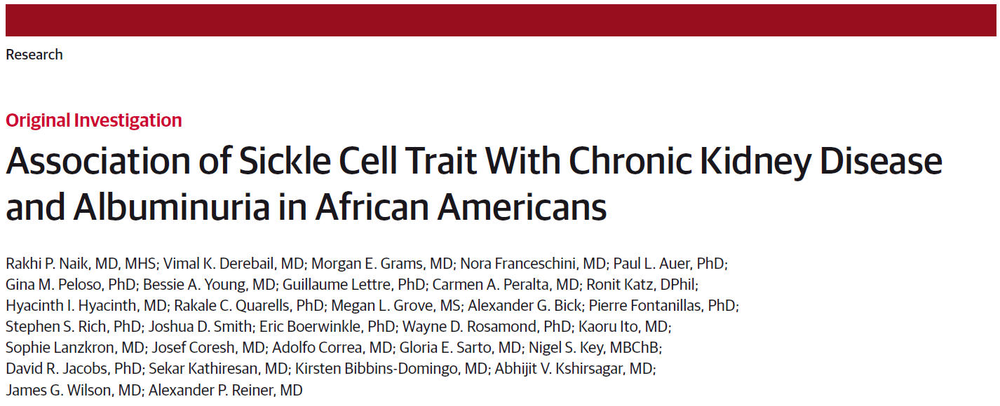 Research
Original Investigation
Association of Sickle Cell Trait With Chronic Kidney Disease
and Albuminuria in African Americans
Rakhi P. Naik, MD, MHS; Vimal K. Derebail, MD; Morgan E. Grams, MD; Nora Franceschini, MD; Paul L. Auer, PhD;
Gina M. Peloso, PhD; Bessie A. Young, MD; Guillaume Lettre, PhD; Carmen A. Peralta, MD; Ronit Katz, DPhil;
Hyacinth I. Hyacinth, MD; Rakale C. Quarells, PhD; Megan L. Grove, MS; Alexander G. Bick; Pierre Fontanillas, PhD;
Stephen S. Rich, PhD; Joshua D. Smith; Eric Boerwinkle, PhD; Wayne D. Rosamond, PhD; Kaoru Ito, MD;
Sophie Lanzkron, MD; Josef Coresh, MD; Adolfo Correa, MD; Gloria E. Sarto, MD; Nigel S. Key, MBChB;
David R. Jacobs, PhD; Sekar Kathiresan, MD; Kirsten Bibbins-Domingo, MD; Abhijit V. Kshirsagar, MD;
James G. Wilson, MD; Alexander P. Reiner, MD